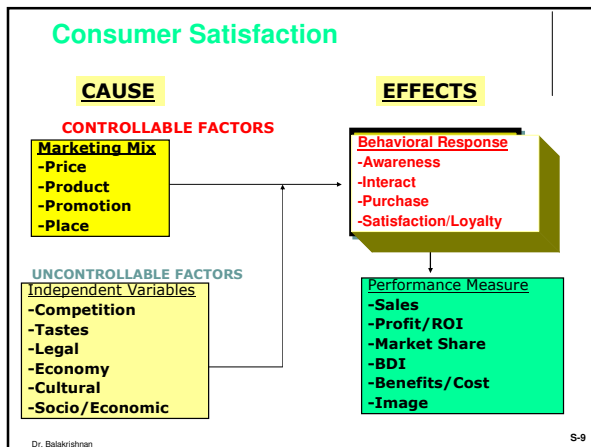 Consumer Satisfaction
CAUSE
EFFECTS
CONTROLLABLE FACTORS
Marketing Mix
-Price
-Product
-Promotion
-Place
Behavioral Response
-Awareness
-Interact
-Purchase
-Satisfaction/Loyalty
UNCONTROLLABLE FACTORS
Independent Variables
-Competition
-Tastes
-Legal
-Economy
-Cultural
-Socio/Economic
Performance Measure
-Sales
-Profit/ROI
-Market Share
-BDI
-Benefits/Cost
-Image
Dr. Balakrishnan
S-9